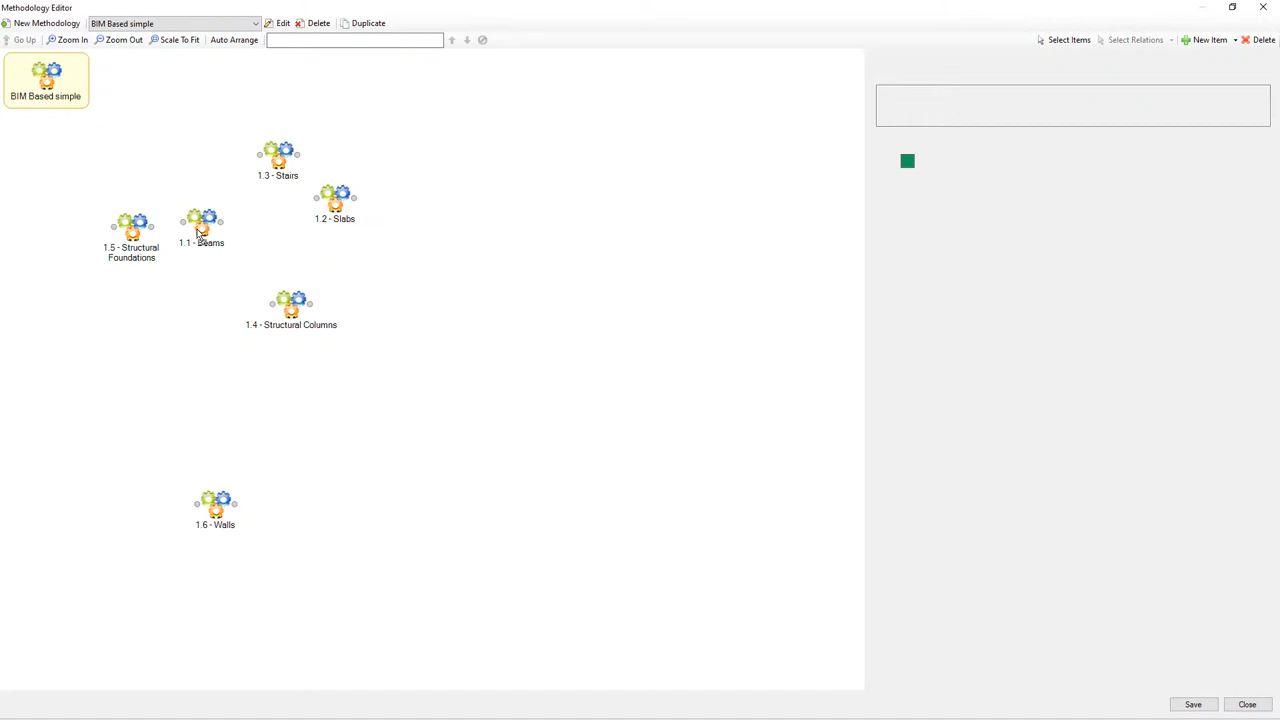 Methodology Editor
New Methodology BIM Based simple Edit Delete Duplicate
Go Up Zoom In Zoom Out Scale To Fit Auto Arrange Select Items Select Relations New Item Delete
BIM Based simple
1.3 - Stairs
1.2 - Slabs
1.5 - Structural
Foundations
1.1 - Beams
1.4 - Structural Columns
1.6 - Walls
Save Close